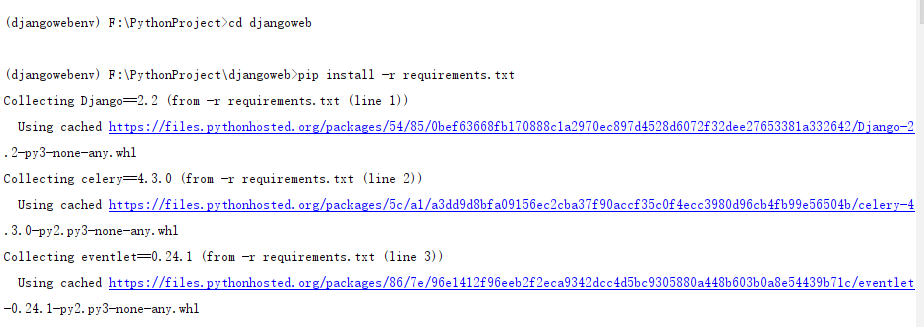 (djangowebenv) F:\PythonProject>cd djangoweb
(djangowebenv) F:\PythonProject\djangoweb>pip install -r requirements.txt
Collecting Django==2.2 (from -r requirements.txt (line 1))
Using cached https://files.pythonhosted.org/packages/54/85/0bef63668fb170888c1a2970ec897d4528d6072f32dee27653381a332642/Django-2
.2-py3-none-any.whl
Collecting celery==4.3.0 (from -r requirements.txt (line 2))
Using cached https://files.pythonhosted.org/packages/5c/a1/a3dd9d8bfa09156ec2cba37f90accf35c0f4ecc3980d96cb4fb99e56504b/celery-4
.3.0-py2.py3-none-any.whl
Collecting eventlet==0.24.1 (from -r requirements.txt (line 3))
Using cached https://files.pythonhosted.org/packages/86/7e/96e1412f96eeb2f2eca9342dcc4d5bc9305880a448b603b0a8e54439b71c/eventlet
-0.24.1-py2.py3-none-any.whl